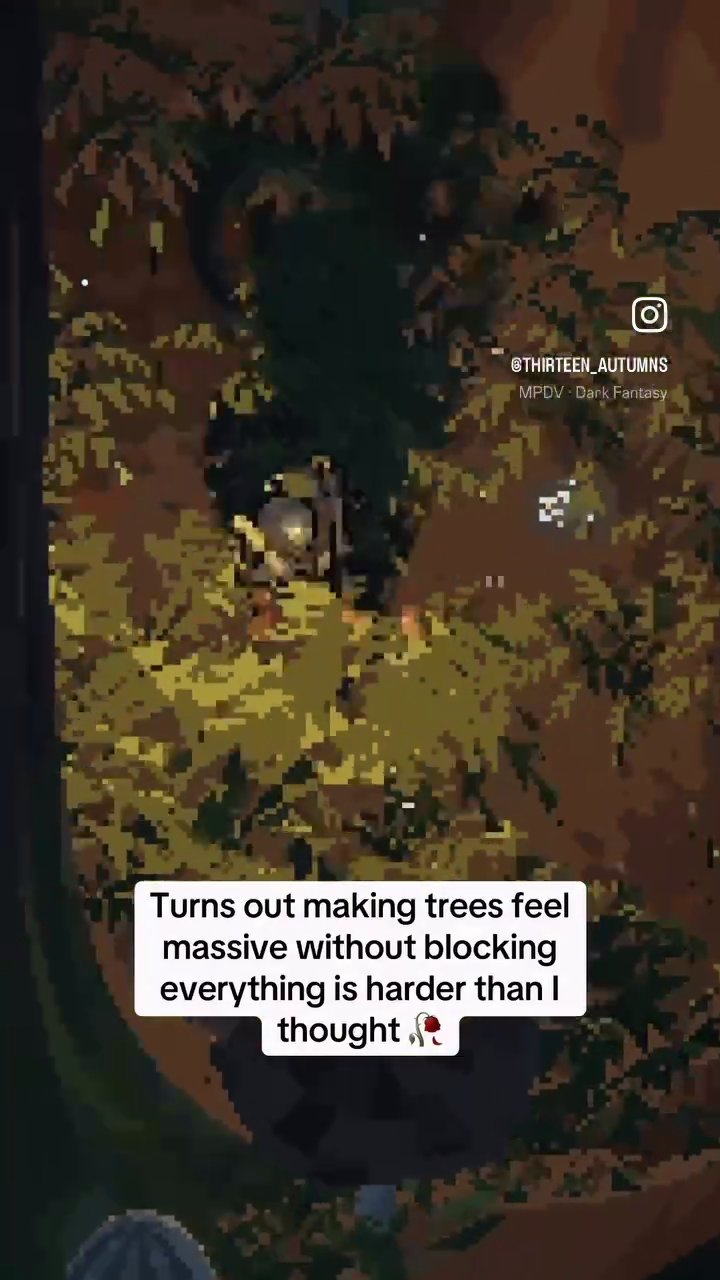 @THIRTEEN_AUTUMNS
MPDV · Dark Fantasy
Turns out making trees feel
massive without blocking
everything is harder than I
thought 🥀